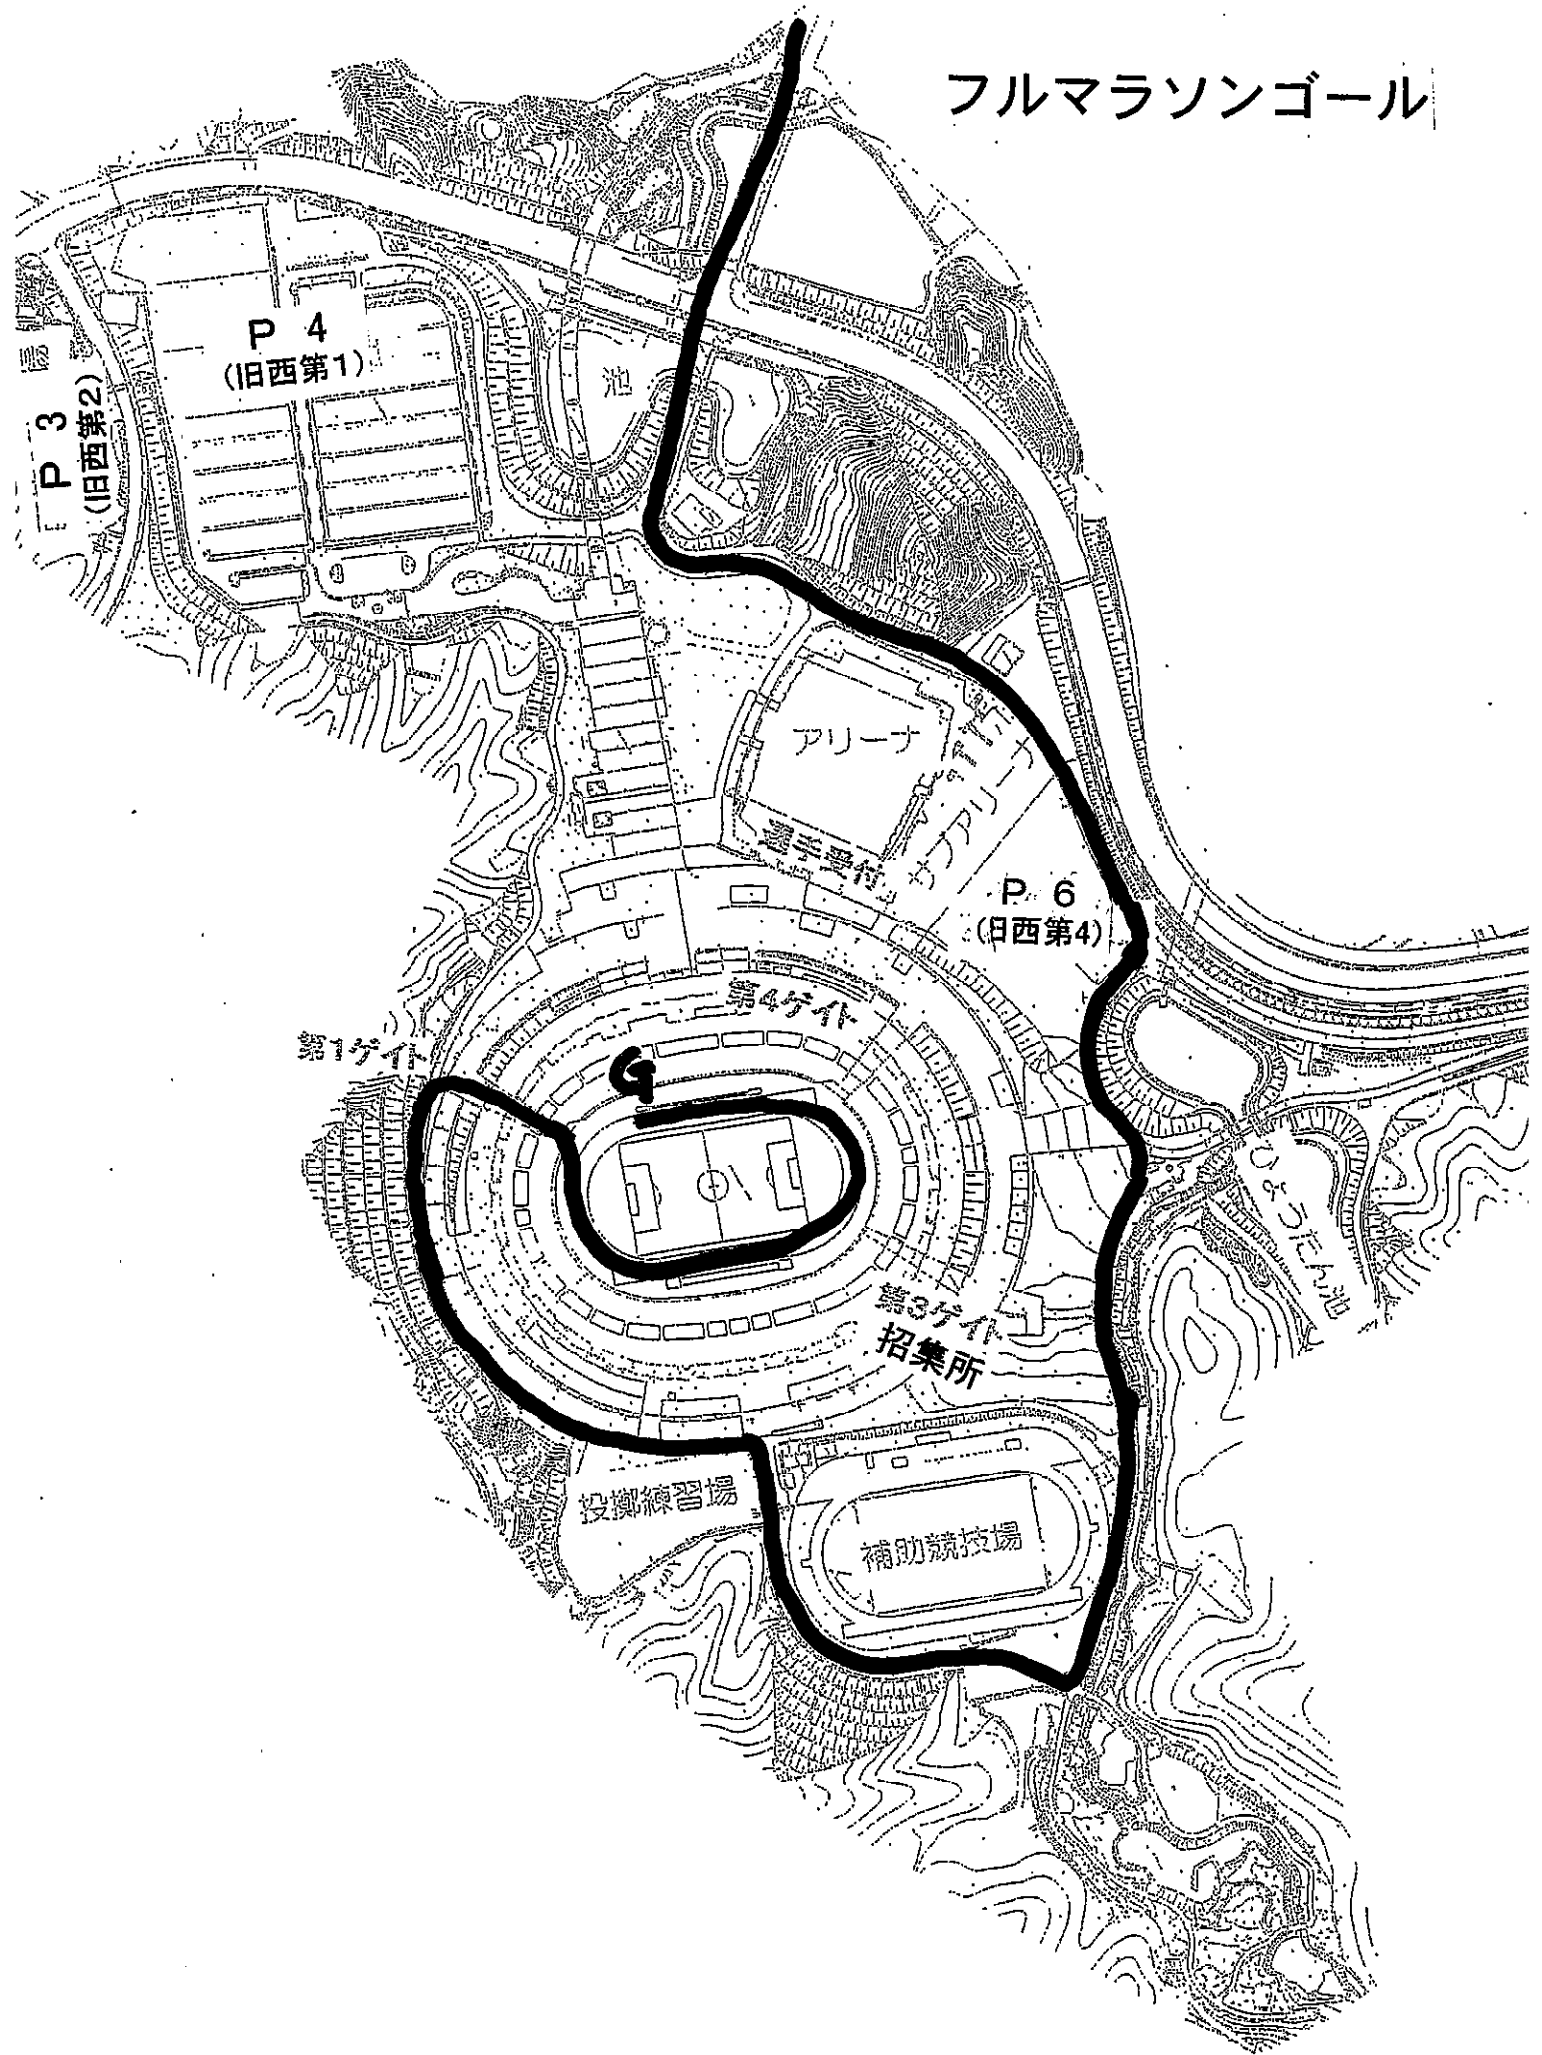 フルマラソンゴール
P 4
(旧西第1)
池
P 3
(旧西第2)
アリーナ
サブアリーナ
選手受付
P 6
(旧西第4)
第4ゲイト
第1ゲイト
G
ひょうたん池
第3ゲイト
招集所
投擲練習場
補助競技場